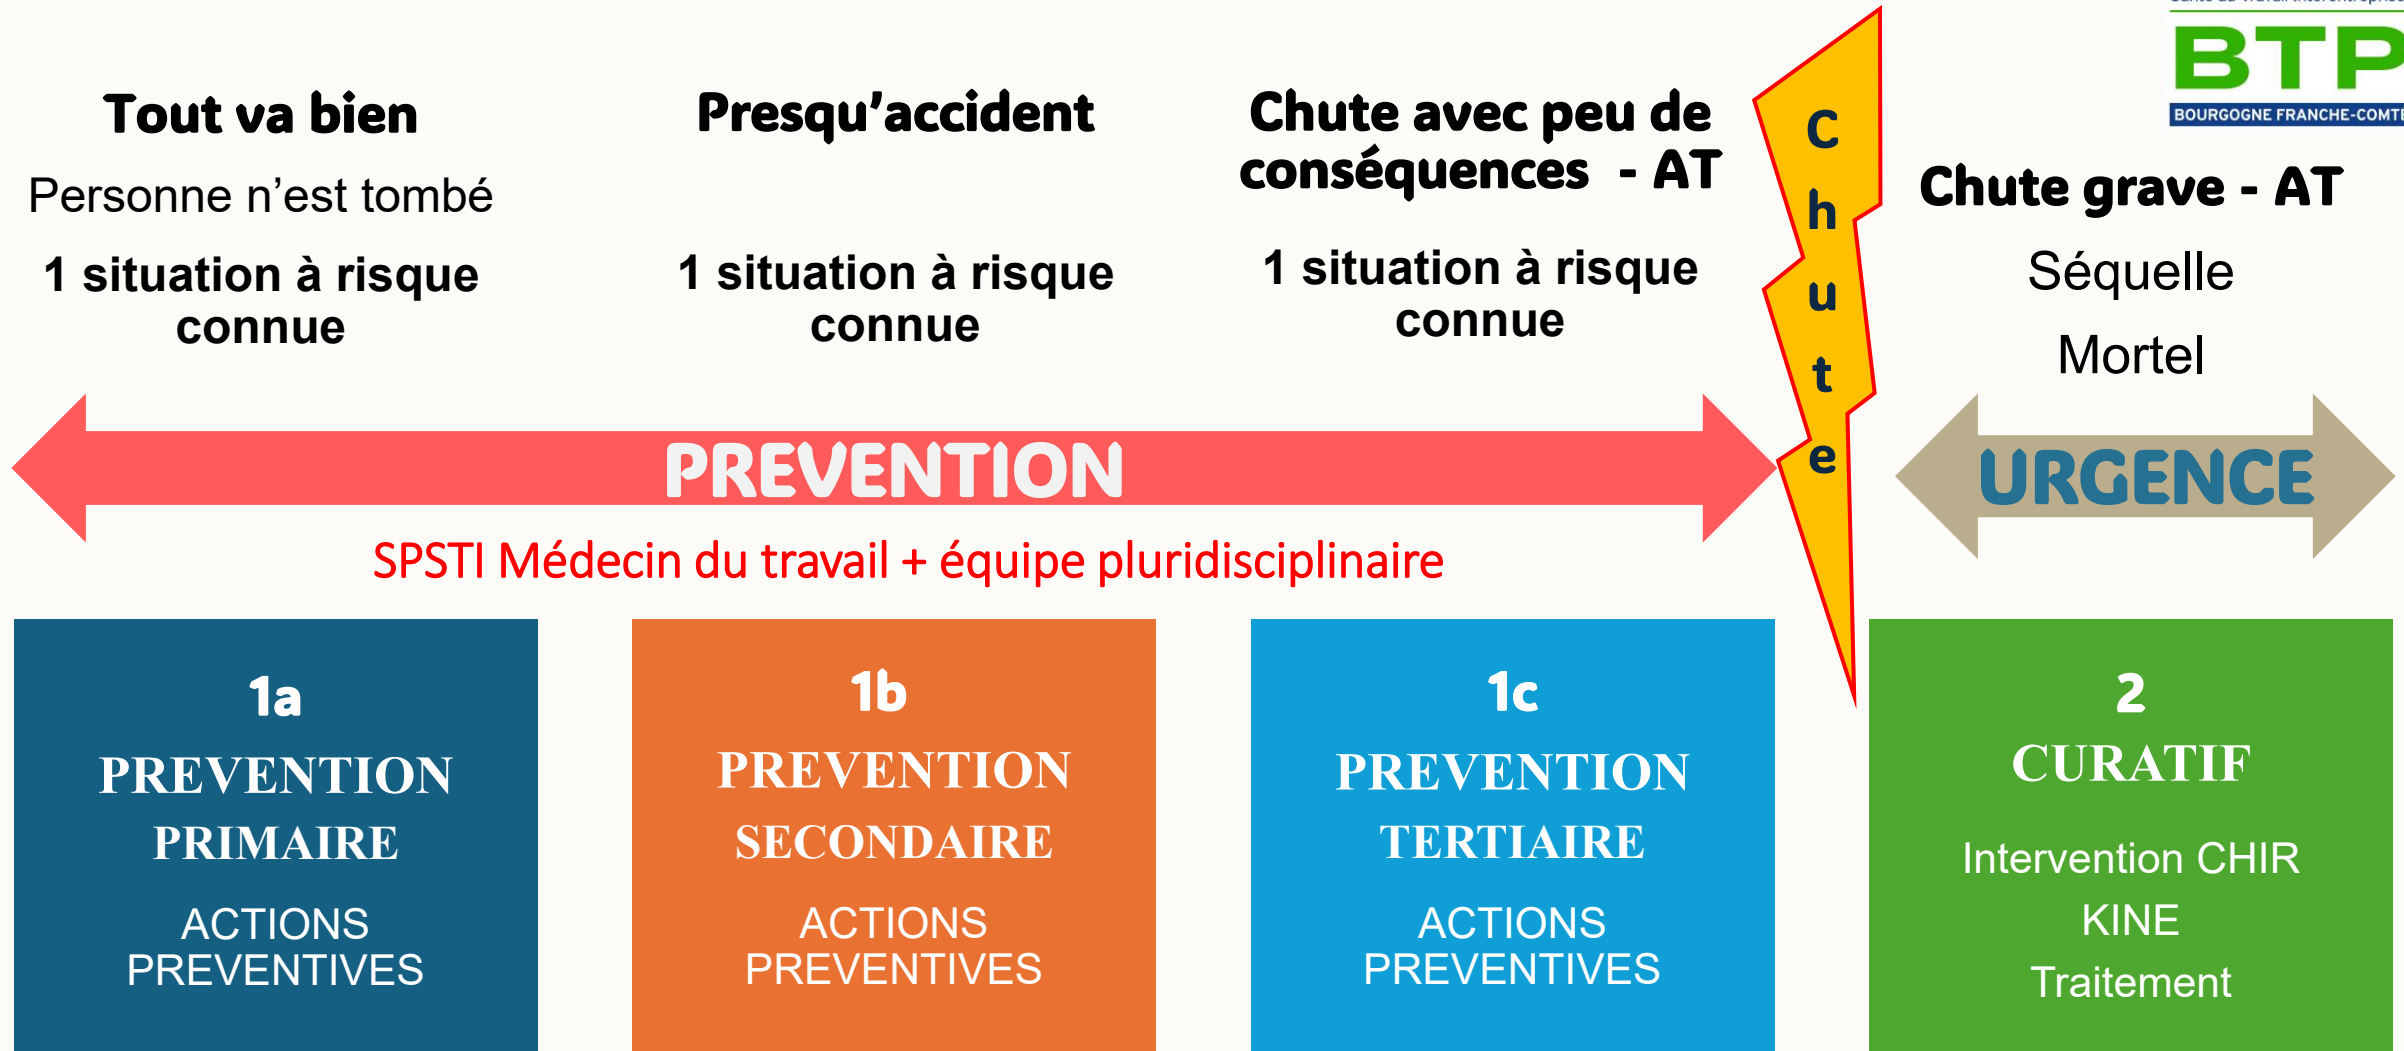 BTP
BOURGOGNE FRANCHE-COMTE
Tout va bien
Personne n’est tombé
1 situation à risque
connue
Presqu’accident
1 situation à risque
connue
Chute avec peu de
conséquences - AT
1 situation à risque
connue
C
h
u
t
e
Chute grave - AT
Séquelle
Mortel
PREVENTION
URGENCE
SPSTI Médecin du travail + équipe pluridisciplinaire
1a
PREVENTION
PRIMAIRE
ACTIONS
PREVENTIVES
1b
PREVENTION
SECONDAIRE
ACTIONS
PREVENTIVES
1c
PREVENTION
TERTIAIRE
ACTIONS
PREVENTIVES
2
CURATIF
Intervention CHIR
KINE
Traitement